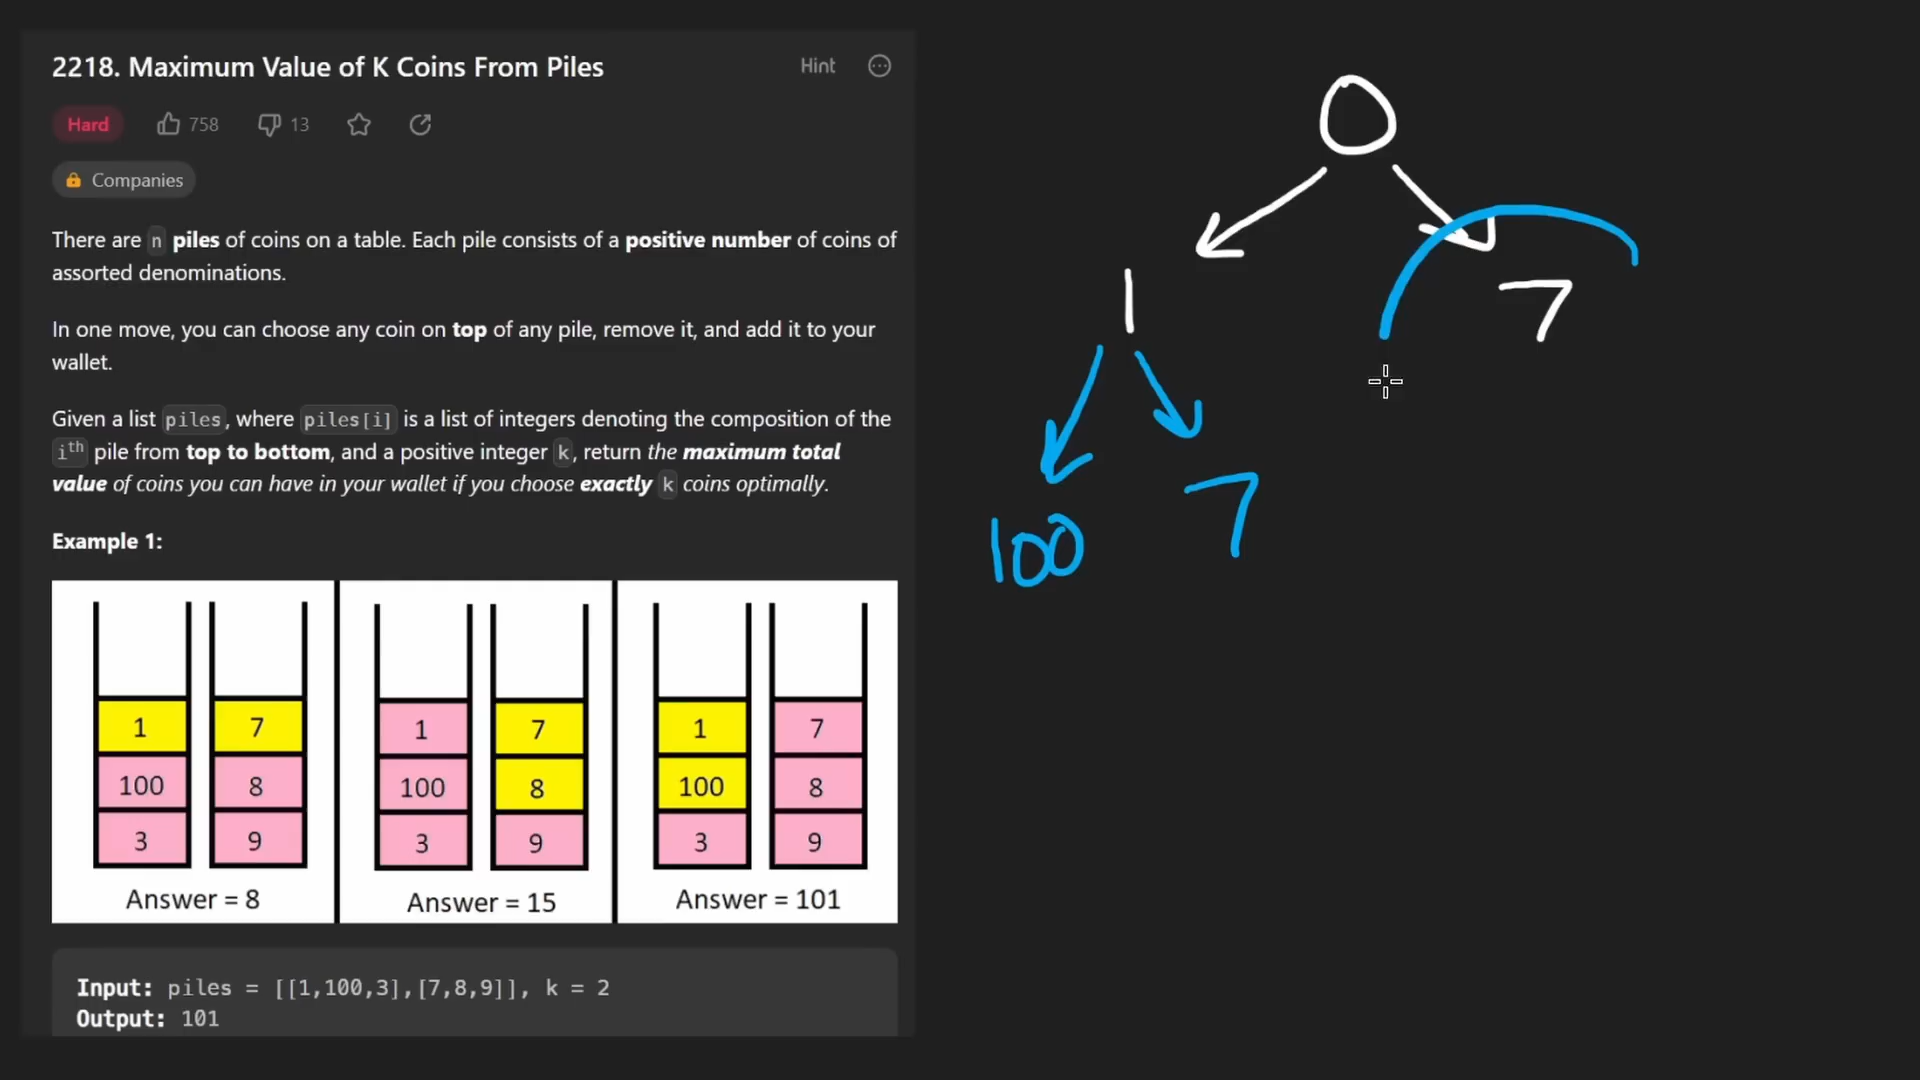 2218. Maximum Value of K Coins From Piles
Hint
Hard
758
13
Companies
There are n piles of coins on a table. Each pile consists of a positive number of coins of
assorted denominations.
In one move, you can choose any coin on top of any pile, remove it, and add it to your
wallet.
Given a list piles, where piles[i] is a list of integers denoting the composition of the
ith pile from top to bottom, and a positive integer k, return the maximum total
value of coins you can have in your wallet if you choose exactly k coins optimally.
Example 1:
1 7
100 8
3 9
Answer = 8
1 7
100 8
3 9
Answer = 15
1 7
100 8
3 9
Answer = 101
Input: piles = [[1,100,3],[7,8,9]], k = 2
Output: 101
1
7
100
7